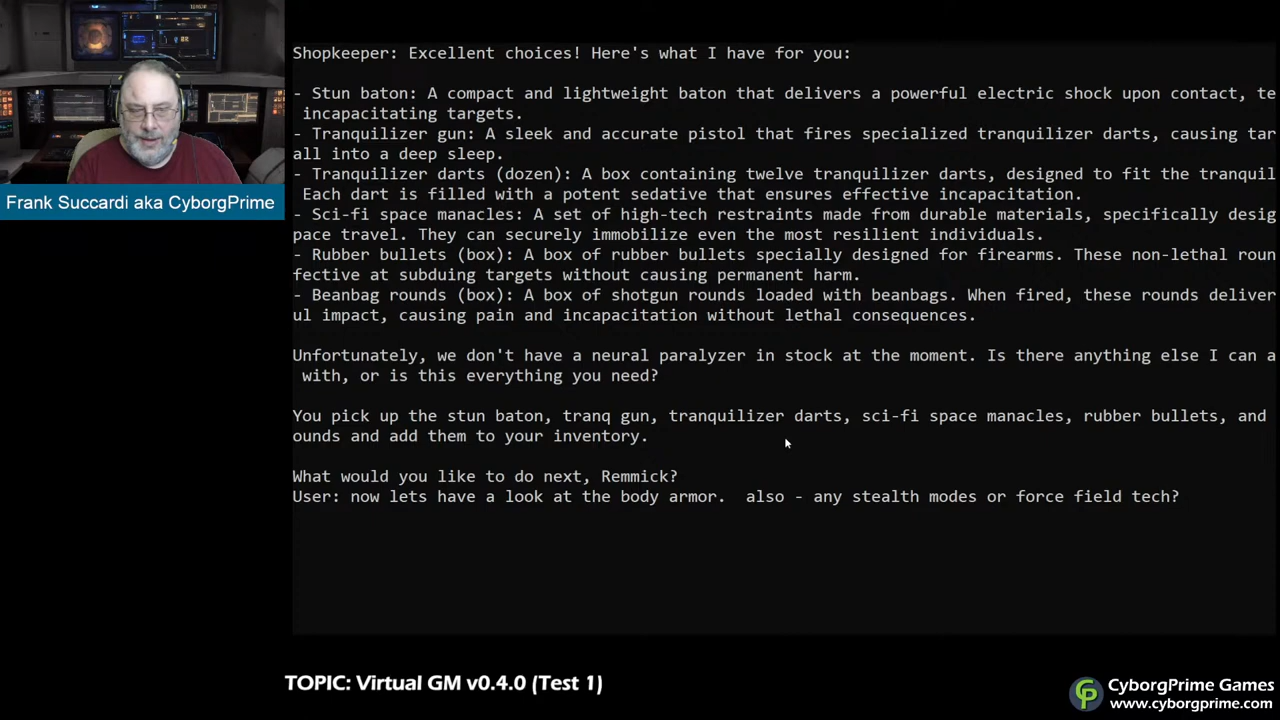 Shopkeeper: Excellent choices! Here's what I have for you:
- Stun baton: A compact and lightweight baton that delivers a powerful electric shock upon contact, te
incapacitating targets.
- Tranquilizer gun: A sleek and accurate pistol that fires specialized tranquilizer darts, causing tar
all into a deep sleep.
- Tranquilizer darts (dozen): A box containing twelve tranquilizer darts, designed to fit the tranquil
Each dart is filled with a potent sedative that ensures effective incapacitation.
- Sci-fi space manacles: A set of high-tech restraints made from durable materials, specifically desig
pace travel. They can securely immobilize even the most resilient individuals.
- Rubber bullets (box): A box of rubber bullets specially designed for firearms. These non-lethal roun
fective at subduing targets without causing permanent harm.
- Beanbag rounds (box): A box of shotgun rounds loaded with beanbags. When fired, these rounds deliver
ul impact, causing pain and incapacitation without lethal consequences.
Unfortunately, we don't have a neural paralyzer in stock at the moment. Is there anything else I can a
with, or is this everything you need?
You pick up the stun baton, tranq gun, tranquilizer darts, sci-fi space manacles, rubber bullets, and
ounds and add them to your inventory.
What would you like to do next, Remmick?
User: now lets have a look at the body armor.  also - any stealth modes or force field tech?
Frank Succardi aka CyborgPrime
TOPIC: Virtual GM v0.4.0 (Test 1)
CyborgPrime Games
www.cyborgprime.com